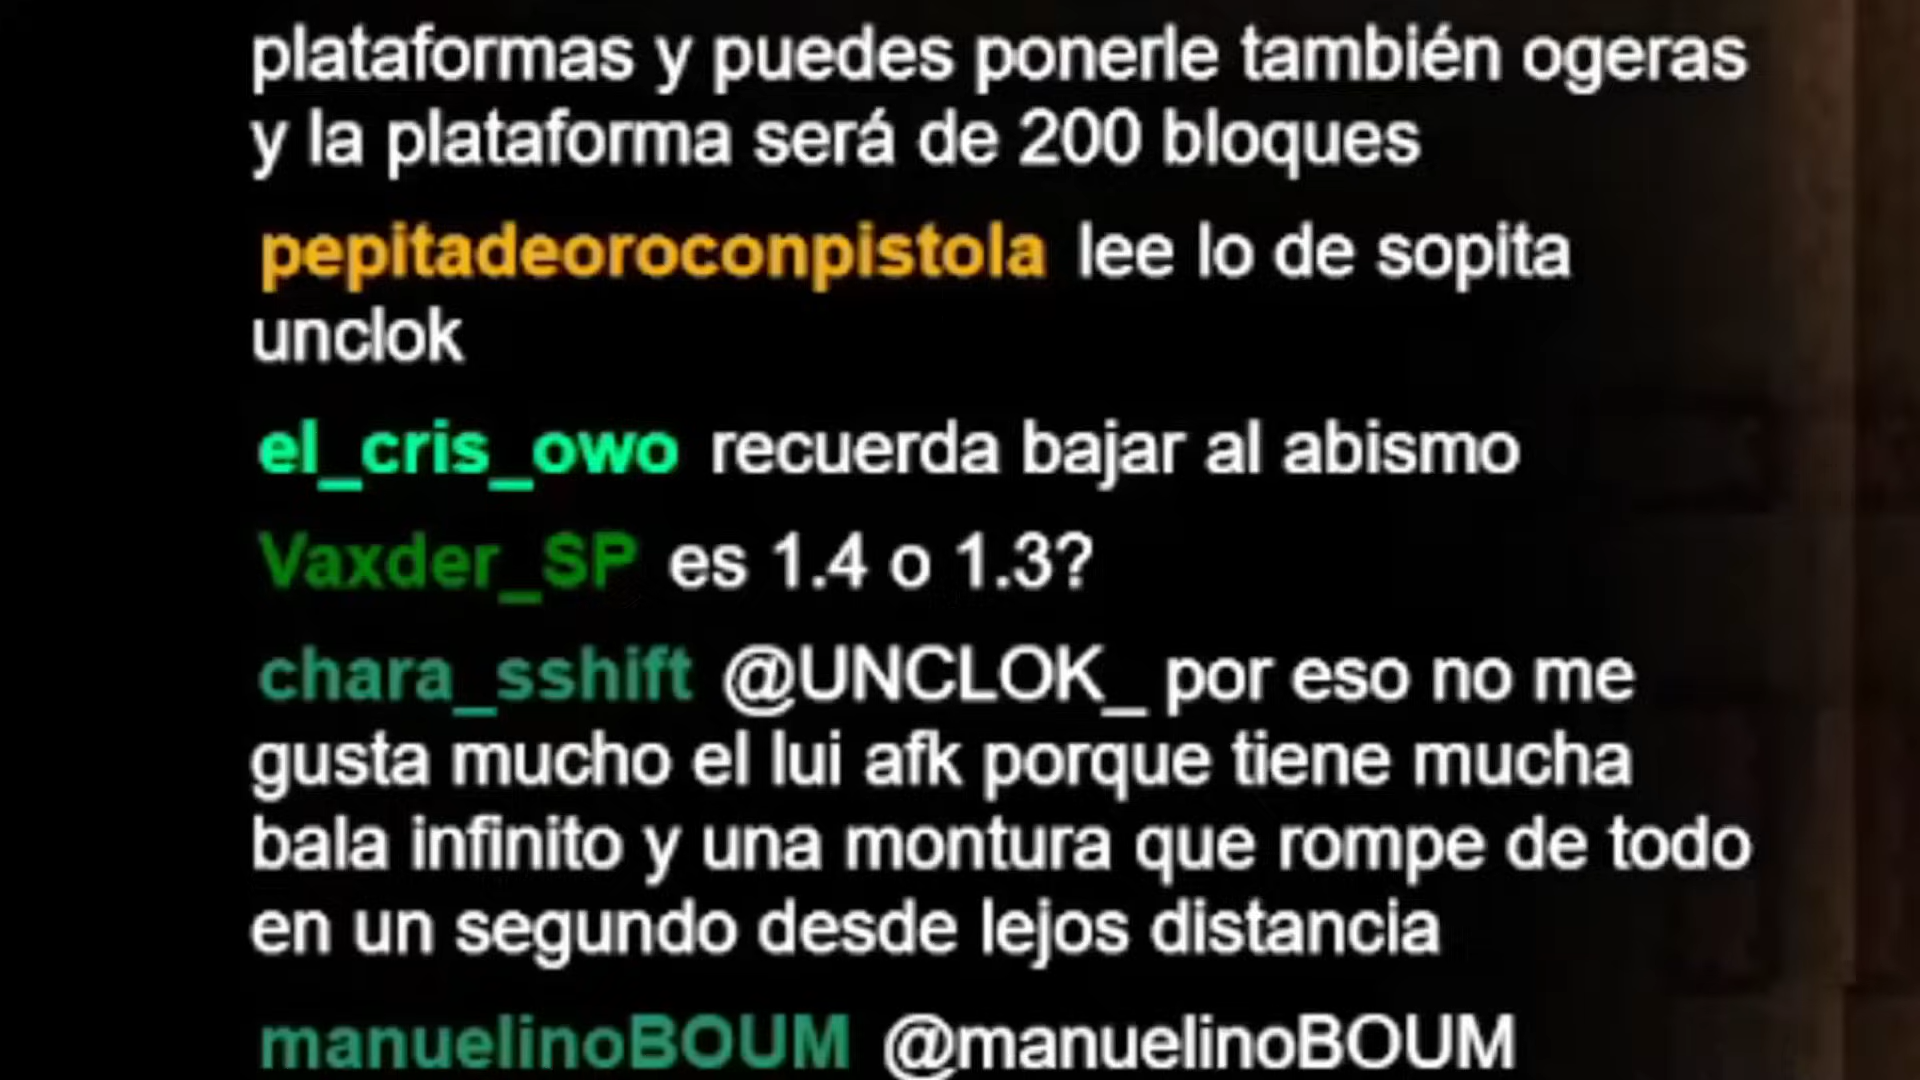 plataformas y puedes ponerle también ogeras
y la plataforma será de 200 bloques
pepitadeoroconpistola lee lo de sopita
unclok
el_cris_owo recuerda bajar al abismo
Vaxder_SP es 1.4 o 1.3?
chara_sshift @UNCLOK_ por eso no me
gusta mucho el lui afk porque tiene mucha
bala infinito y una montura que rompe de todo
en un segundo desde lejos distancia
manuelinoBOUM @manuelinoBOUM